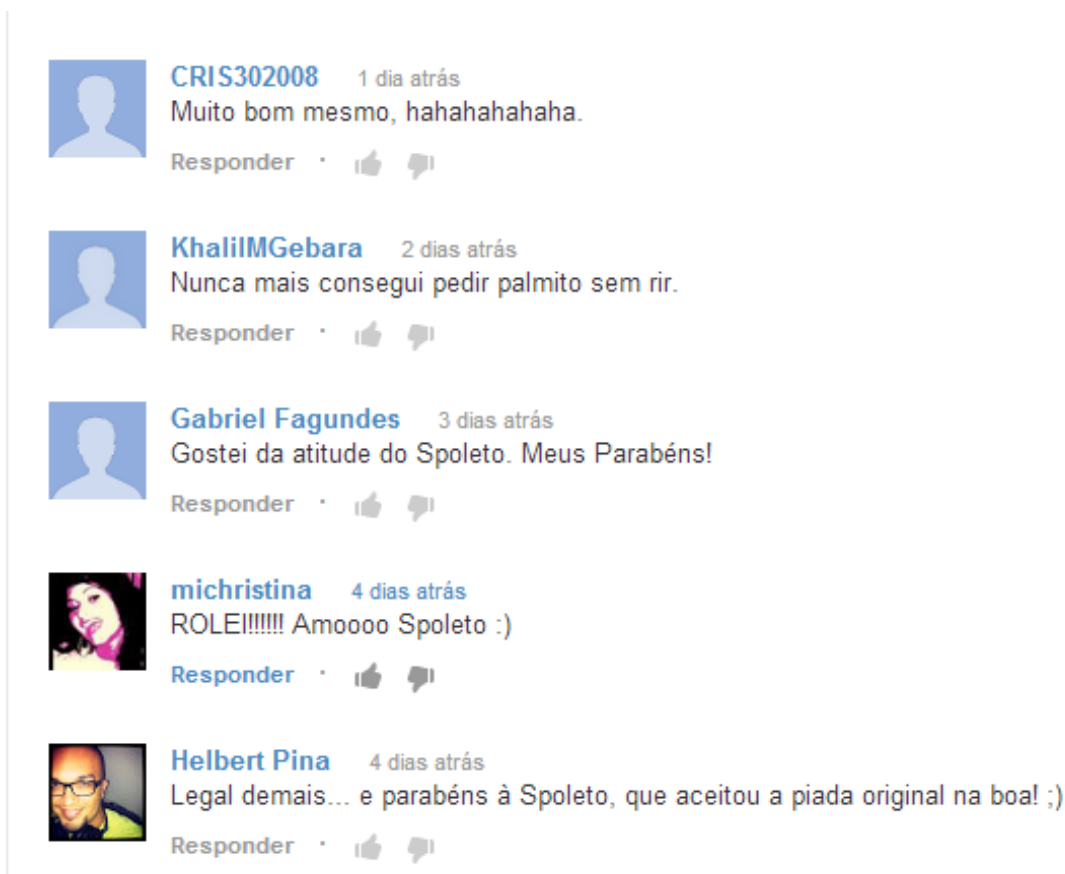 CRIS302008 1 dia atrás
Muito bom mesmo, hahahahahaha.
Responder ·
KhalilMGebara 2 dias atrás
Nunca mais consegui pedir palmito sem rir.
Responder ·
Gabriel Fagundes 3 dias atrás
Gostei da atitude do Spoleto. Meus Parabéns!
Responder ·
michristina 4 dias atrás
ROLEI!!!!!! Amoooo Spoleto :)
Responder ·
Helbert Pina 4 dias atrás
Legal demais... e parabéns à Spoleto, que aceitou a piada original na boa! ;)
Responder ·